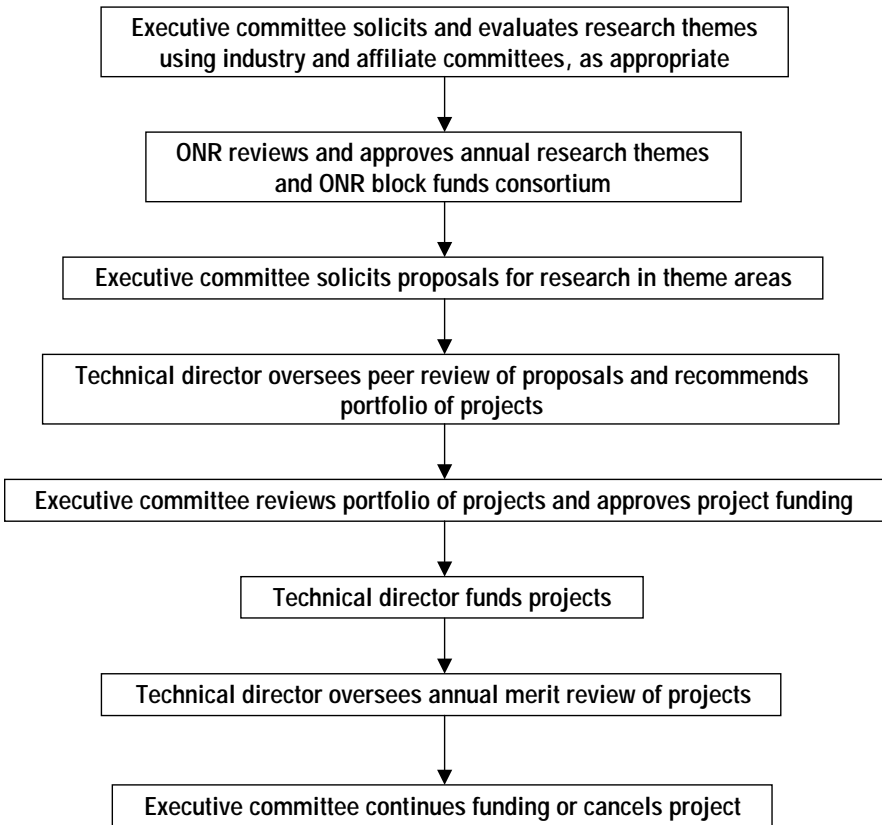 Executive committee solicits and evaluates research themes
using industry and affiliate committees, as appropriate
ONR reviews and approves annual research themes
and ONR block funds consortium
Executive committee solicits proposals for research in theme areas
Technical director oversees peer review of proposals and recommends
portfolio of projects
Executive committee reviews portfolio of projects and approves project funding
Technical director funds projects
Technical director oversees annual merit review of projects
Executive committee continues funding or cancels project